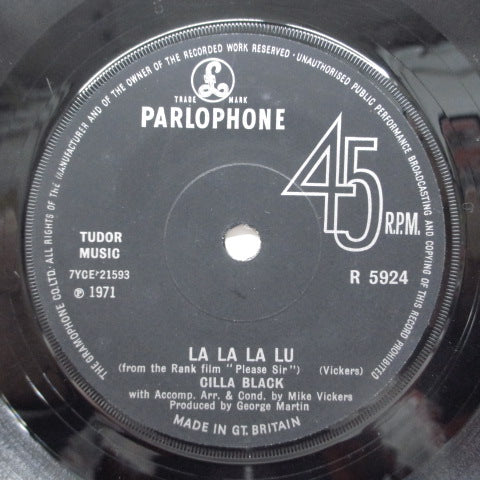 THE GRAMOPHONE CO.LTD. ALL RIGHTS OF THE MANUFACTURER AND OF THE OWNER OF THE RECORDED WORK RESERVED · UNAUTHORISED PUBLIC PERFORMANCE BROADCASTING AND COPYING OF THIS RECORD PROHIBITED
£
TRADE MARK
PARLOPHONE
45
R.P.M.
TUDOR
MUSIC
7YCE·21593
℗ 1971
R 5924
LA LA LA LU
(from the Rank film "Please Sir") (Vickers)
CILLA BLACK
with Accomp. Arr. & Cond. by Mike Vickers
Produced by George Martin
MADE IN GT. BRITAIN